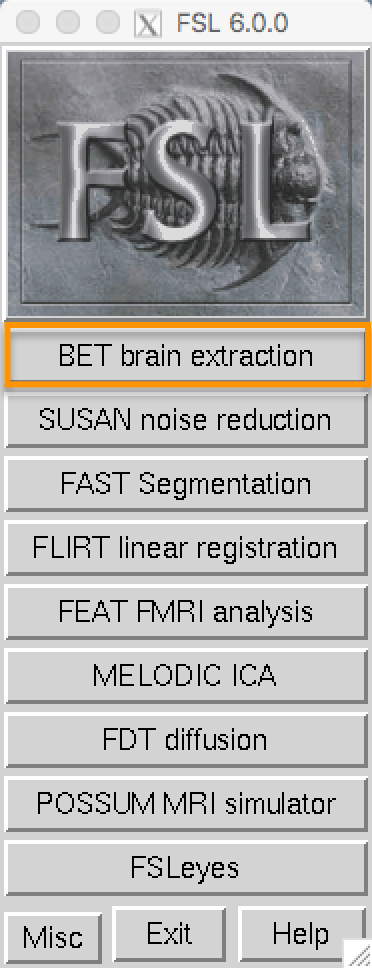 FSL 6.0.0
FSL
BET brain extraction
SUSAN noise reduction
FAST Segmentation
FLIRT linear registration
FEAT FMRI analysis
MELODIC ICA
FDT diffusion
POSSUM MRI simulator
FSLeyes
Misc Exit Help